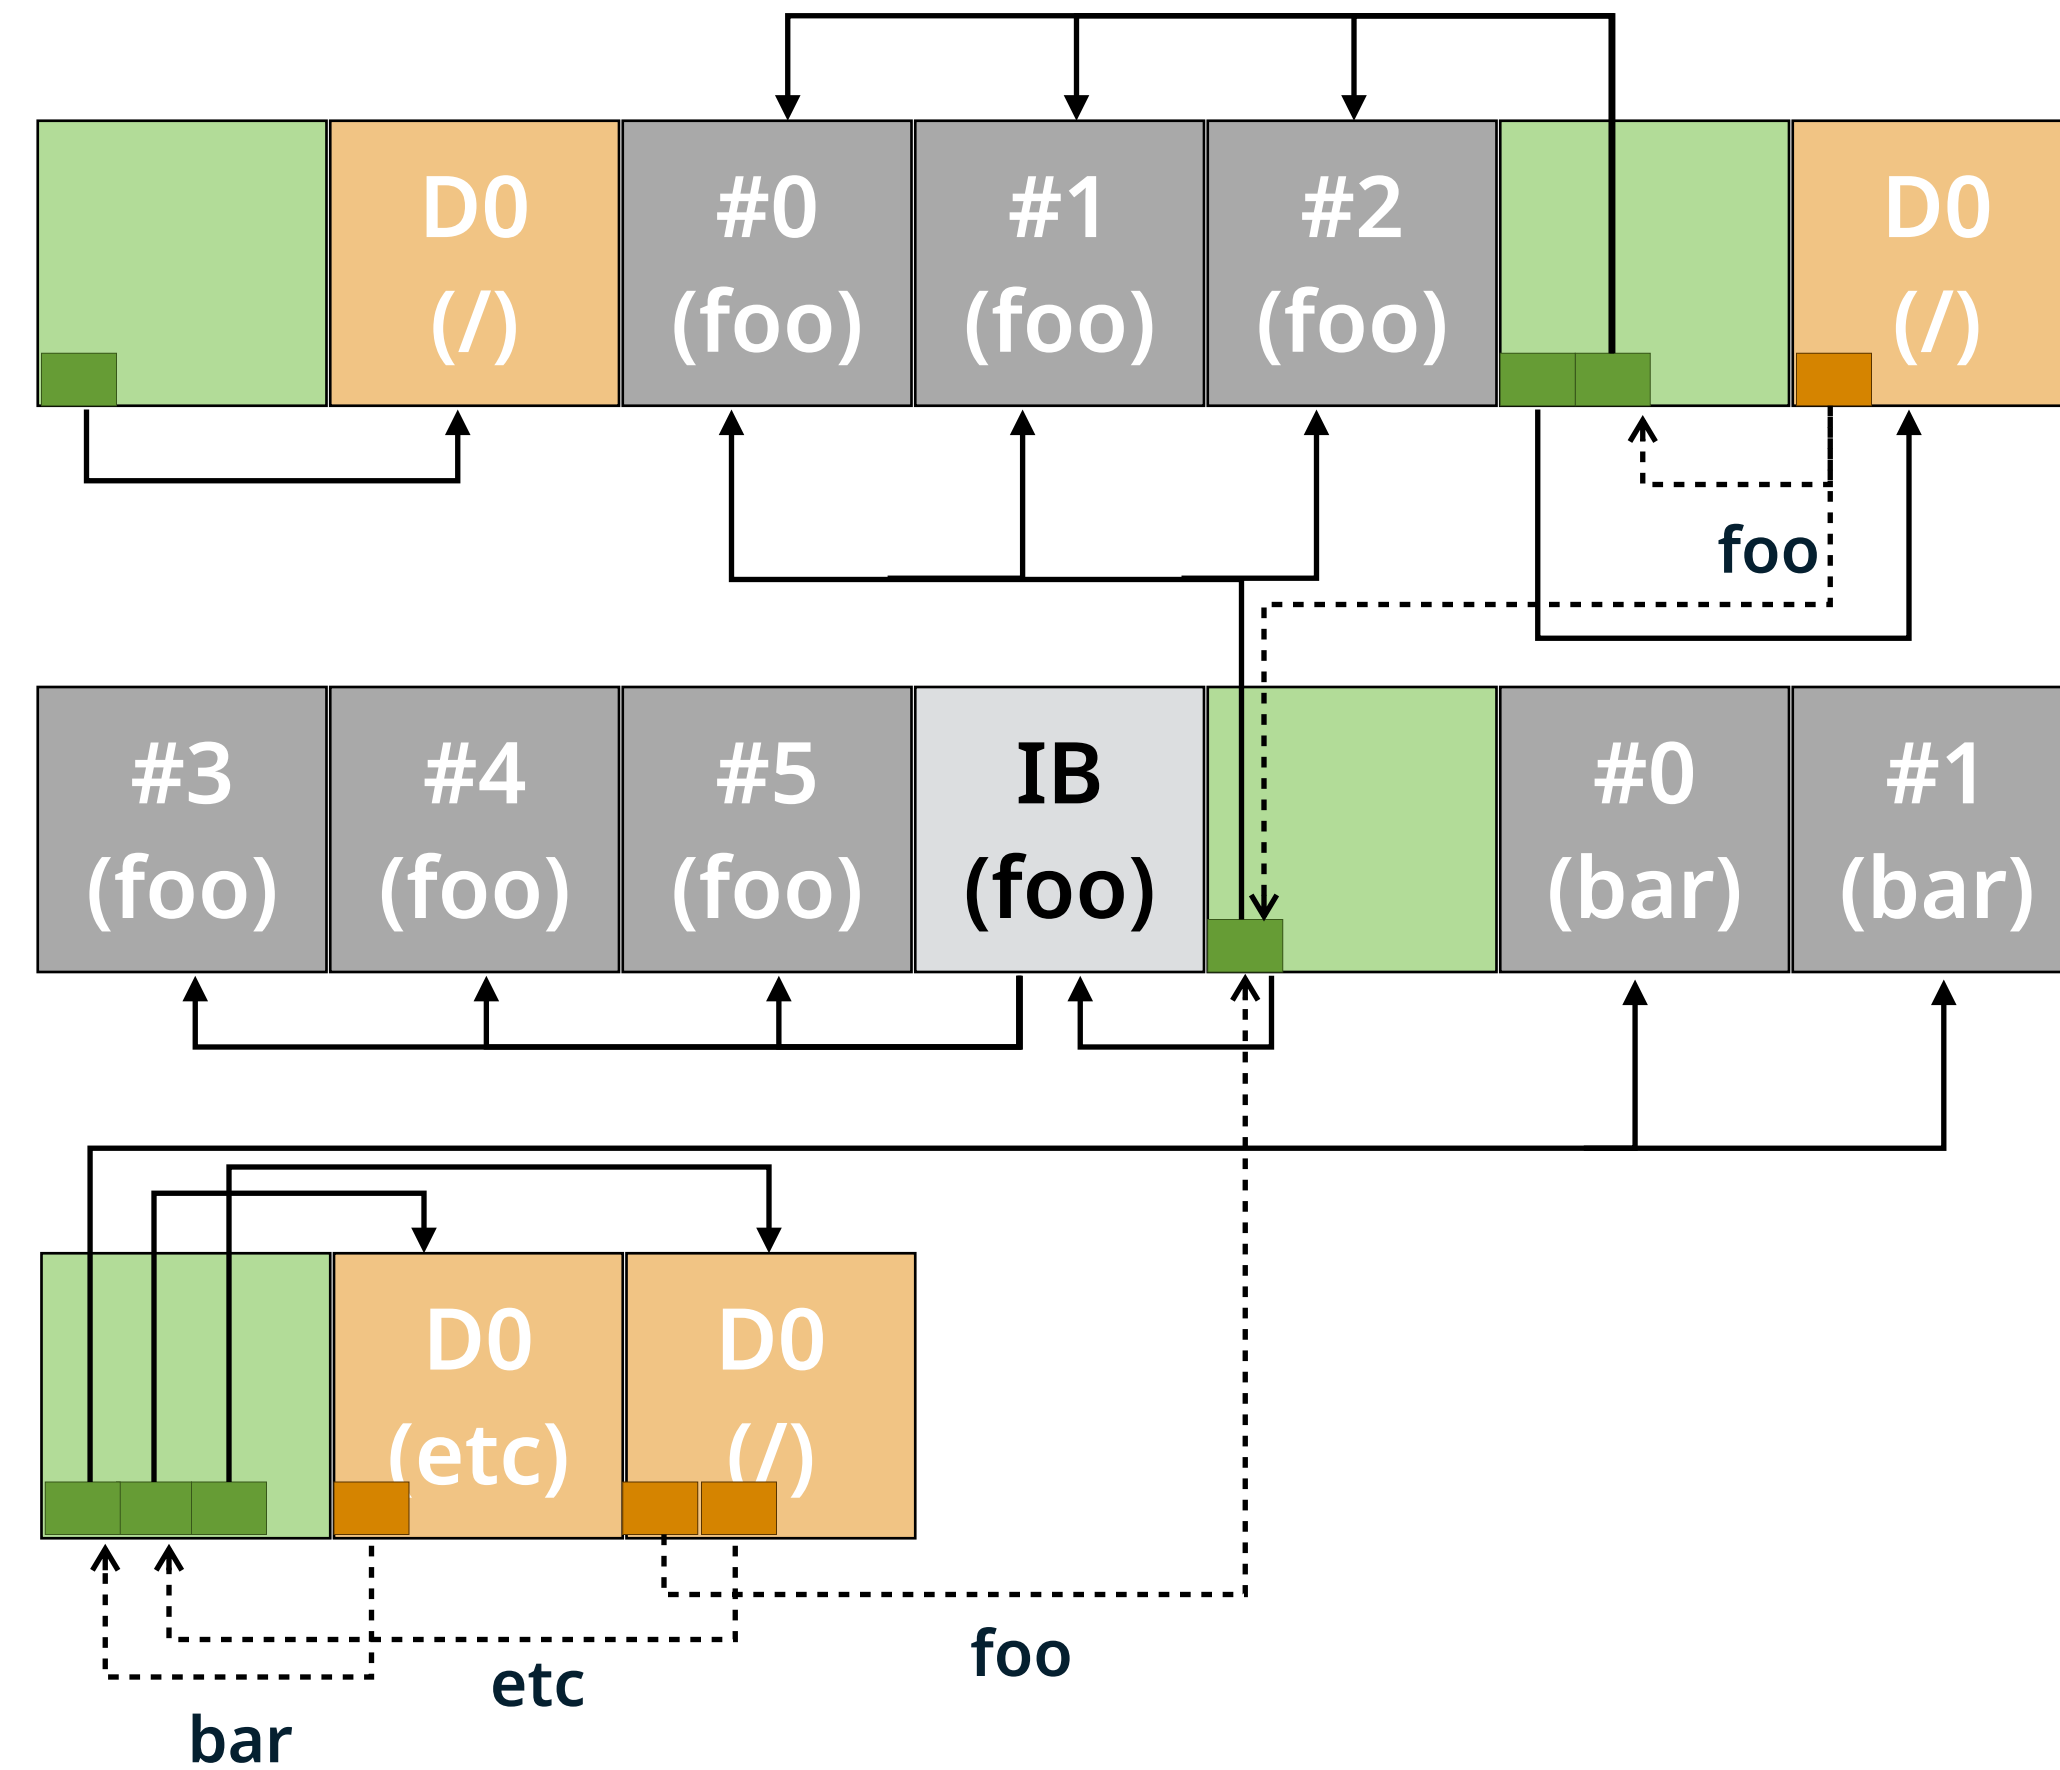 D0
(/)
#0
(foo)
#1
(foo)
#2
(foo)
D0
(/)
foo
#3
(foo)
#4
(foo)
#5
(foo)
IB
(foo)
#0
(bar)
#1
(bar)
D0
(etc)
D0
(/)
foo
etc
bar